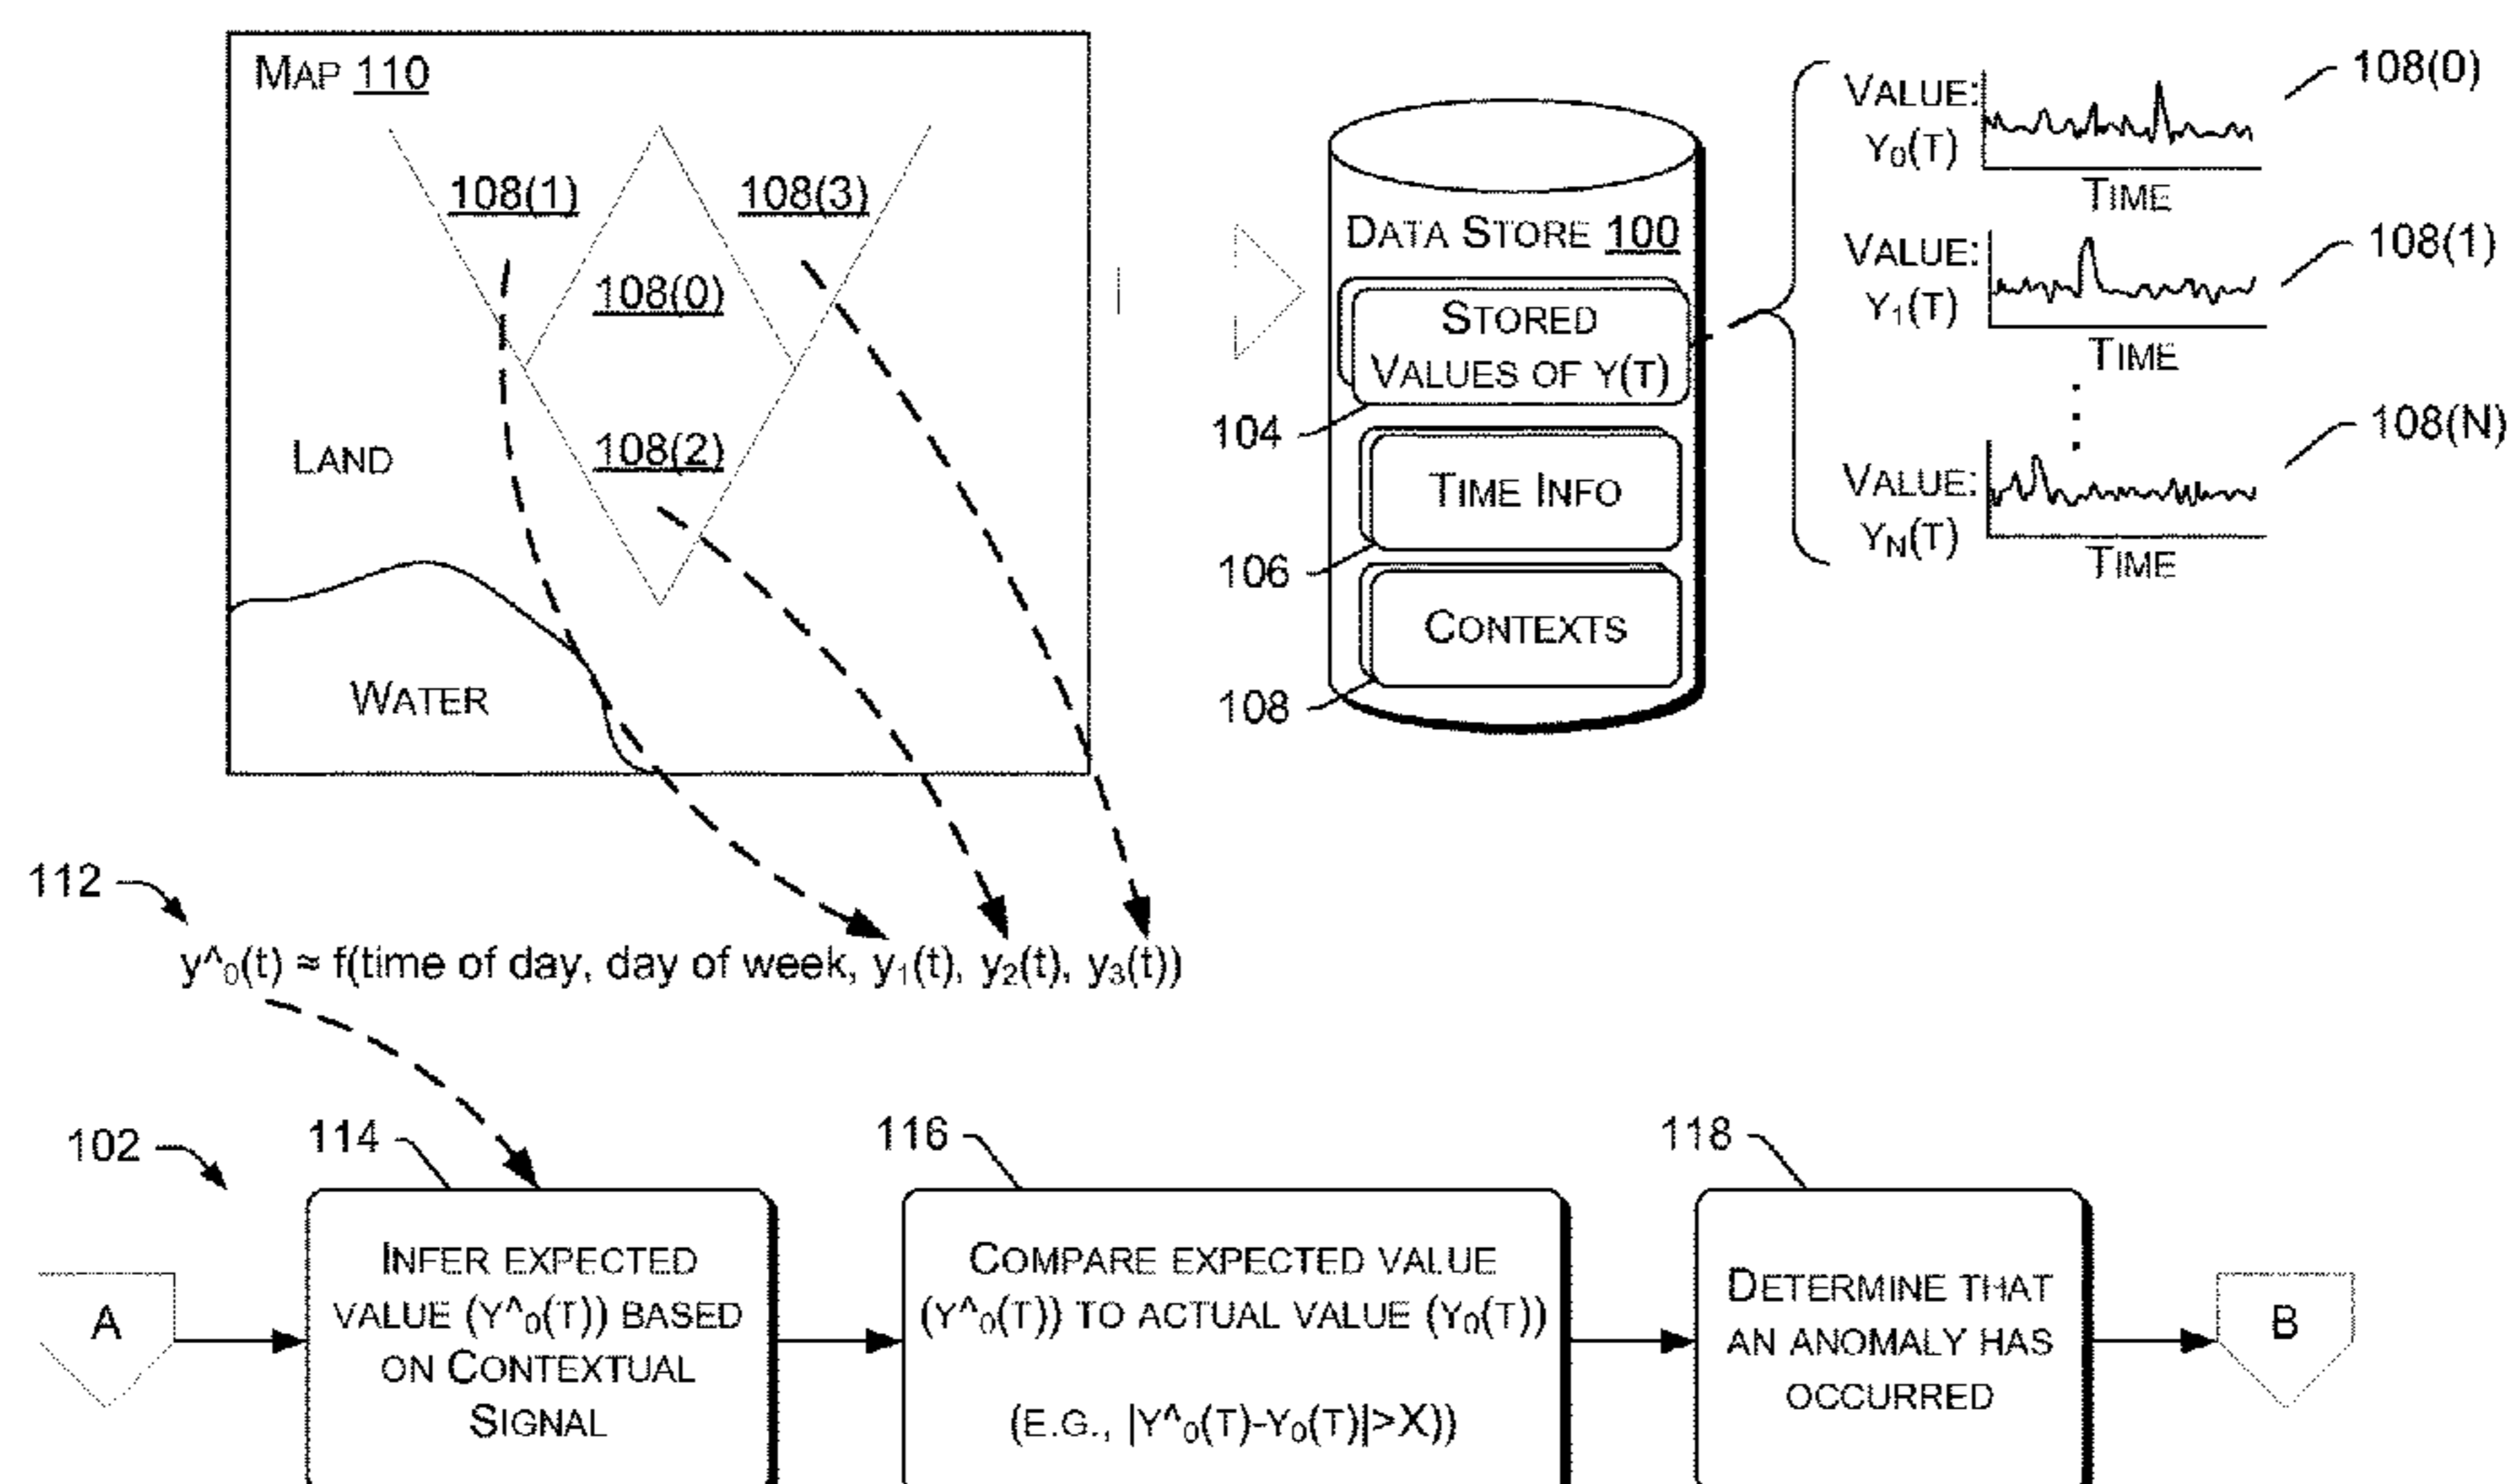 MAP 110
108(1)
108(3)
108(0)
108(2)
LAND
WATER
DATA STORE 100
STORED
VALUES OF Y(T)
104
TIME INFO
106
CONTEXTS
108
VALUE:
Y₀(T)
TIME
108(0)
VALUE:
Y₁(T)
TIME
108(1)
VALUE:
Y_N(T)
TIME
108(N)
112
y^₀(t) ≈ f(time of day, day of week, y₁(t), y₂(t), y₃(t))
102
114
116
118
A
INFER EXPECTED
VALUE (Y^₀(T)) BASED
ON CONTEXTUAL
SIGNAL
COMPARE EXPECTED VALUE
(Y^₀(T)) TO ACTUAL VALUE (Y₀(T))
(E.G., |Y^₀(T)-Y₀(T)|>X))
DETERMINE THAT
AN ANOMALY HAS
OCCURRED
B